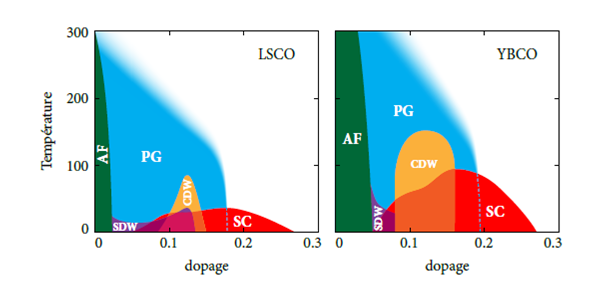 300
200
100
0
Température
LSCO
AF
PG
CDW
SDW
SC
0
0.1
0.2
0.3
dopage
YBCO
AF
PG
CDW
SDW
SC
0
0.1
0.2
0.3
dopage